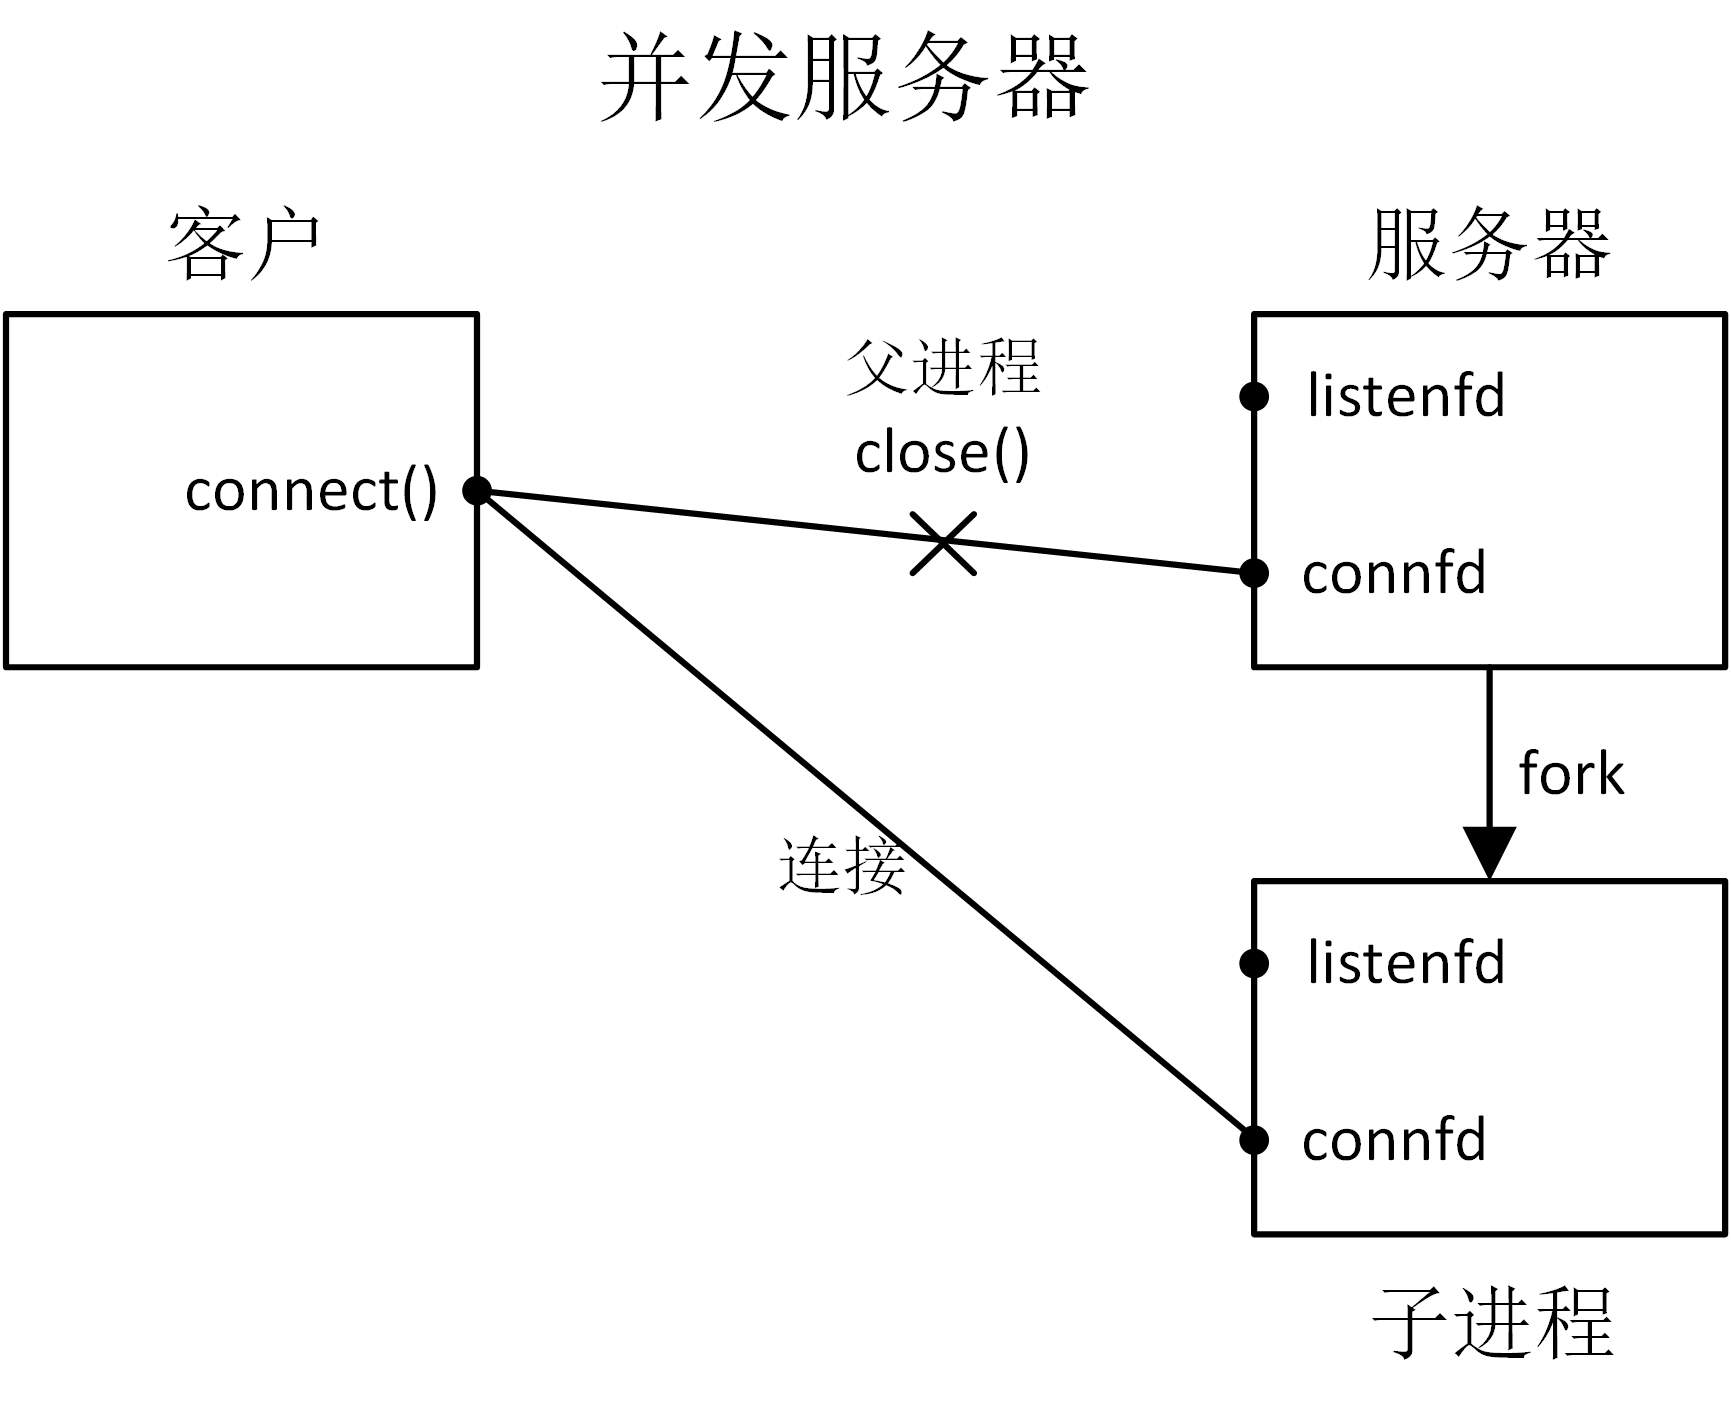 并发服务器
客户
服务器
父进程
close()
listenfd
connect()
connfd
fork
连接
listenfd
connfd
子进程